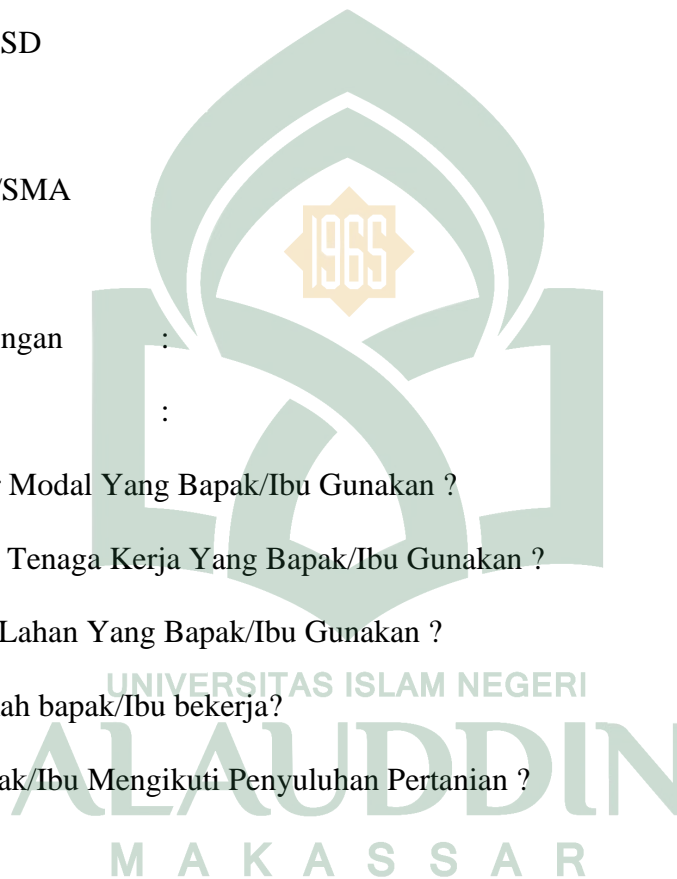 SD
/SMA
1965
ngan :
:
r Modal Yang Bapak/Ibu Gunakan ?
Tenaga Kerja Yang Bapak/Ibu Gunakan ?
Lahan Yang Bapak/Ibu Gunakan ?
UNIVERSITAS ISLAM NEGERI
ah bapak/Ibu bekerja?
ALAUDDIN
ak/Ibu Mengikuti Penyuluhan Pertanian ?
MAKASSAR